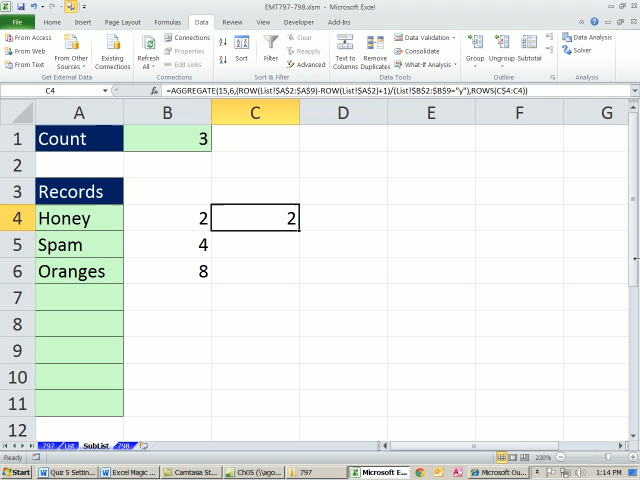 EMT797-798.xlsm - Microsoft Excel
File Home Insert Page Layout Formulas Data Review View Developer Add-Ins
From Access
From Web
From Text
From Other Sources
Existing Connections
Get External Data
Refresh All
Connections
Properties
Edit Links
Connections
Sort
Filter
Clear
Reapply
Advanced
Sort & Filter
Text to Columns
Remove Duplicates
Data Validation
Consolidate
What-If Analysis
Data Tools
Group Ungroup Subtotal
Outline
Data Analysis
Solver
Analysis
C4 fx =AGGREGATE(15,6,(ROW(List!$A$2:$A$9)-ROW(List!$A$2)+1)/(List!$B$2:$B$9="y"),ROWS(C$4:C4))
A B C D E F G
1 Count 3
2
3 Records
4 Honey 2 2
5 Spam 4
6 Oranges 8
7
8
9
10
11
12
797 List SubList 798
Ready 220%
Start Quiz 5 Settin... Excel Magic ... Camtasia St... Ch05 (\\ago... 797 Microsoft E... Microsoft Ou... 1:14 PM